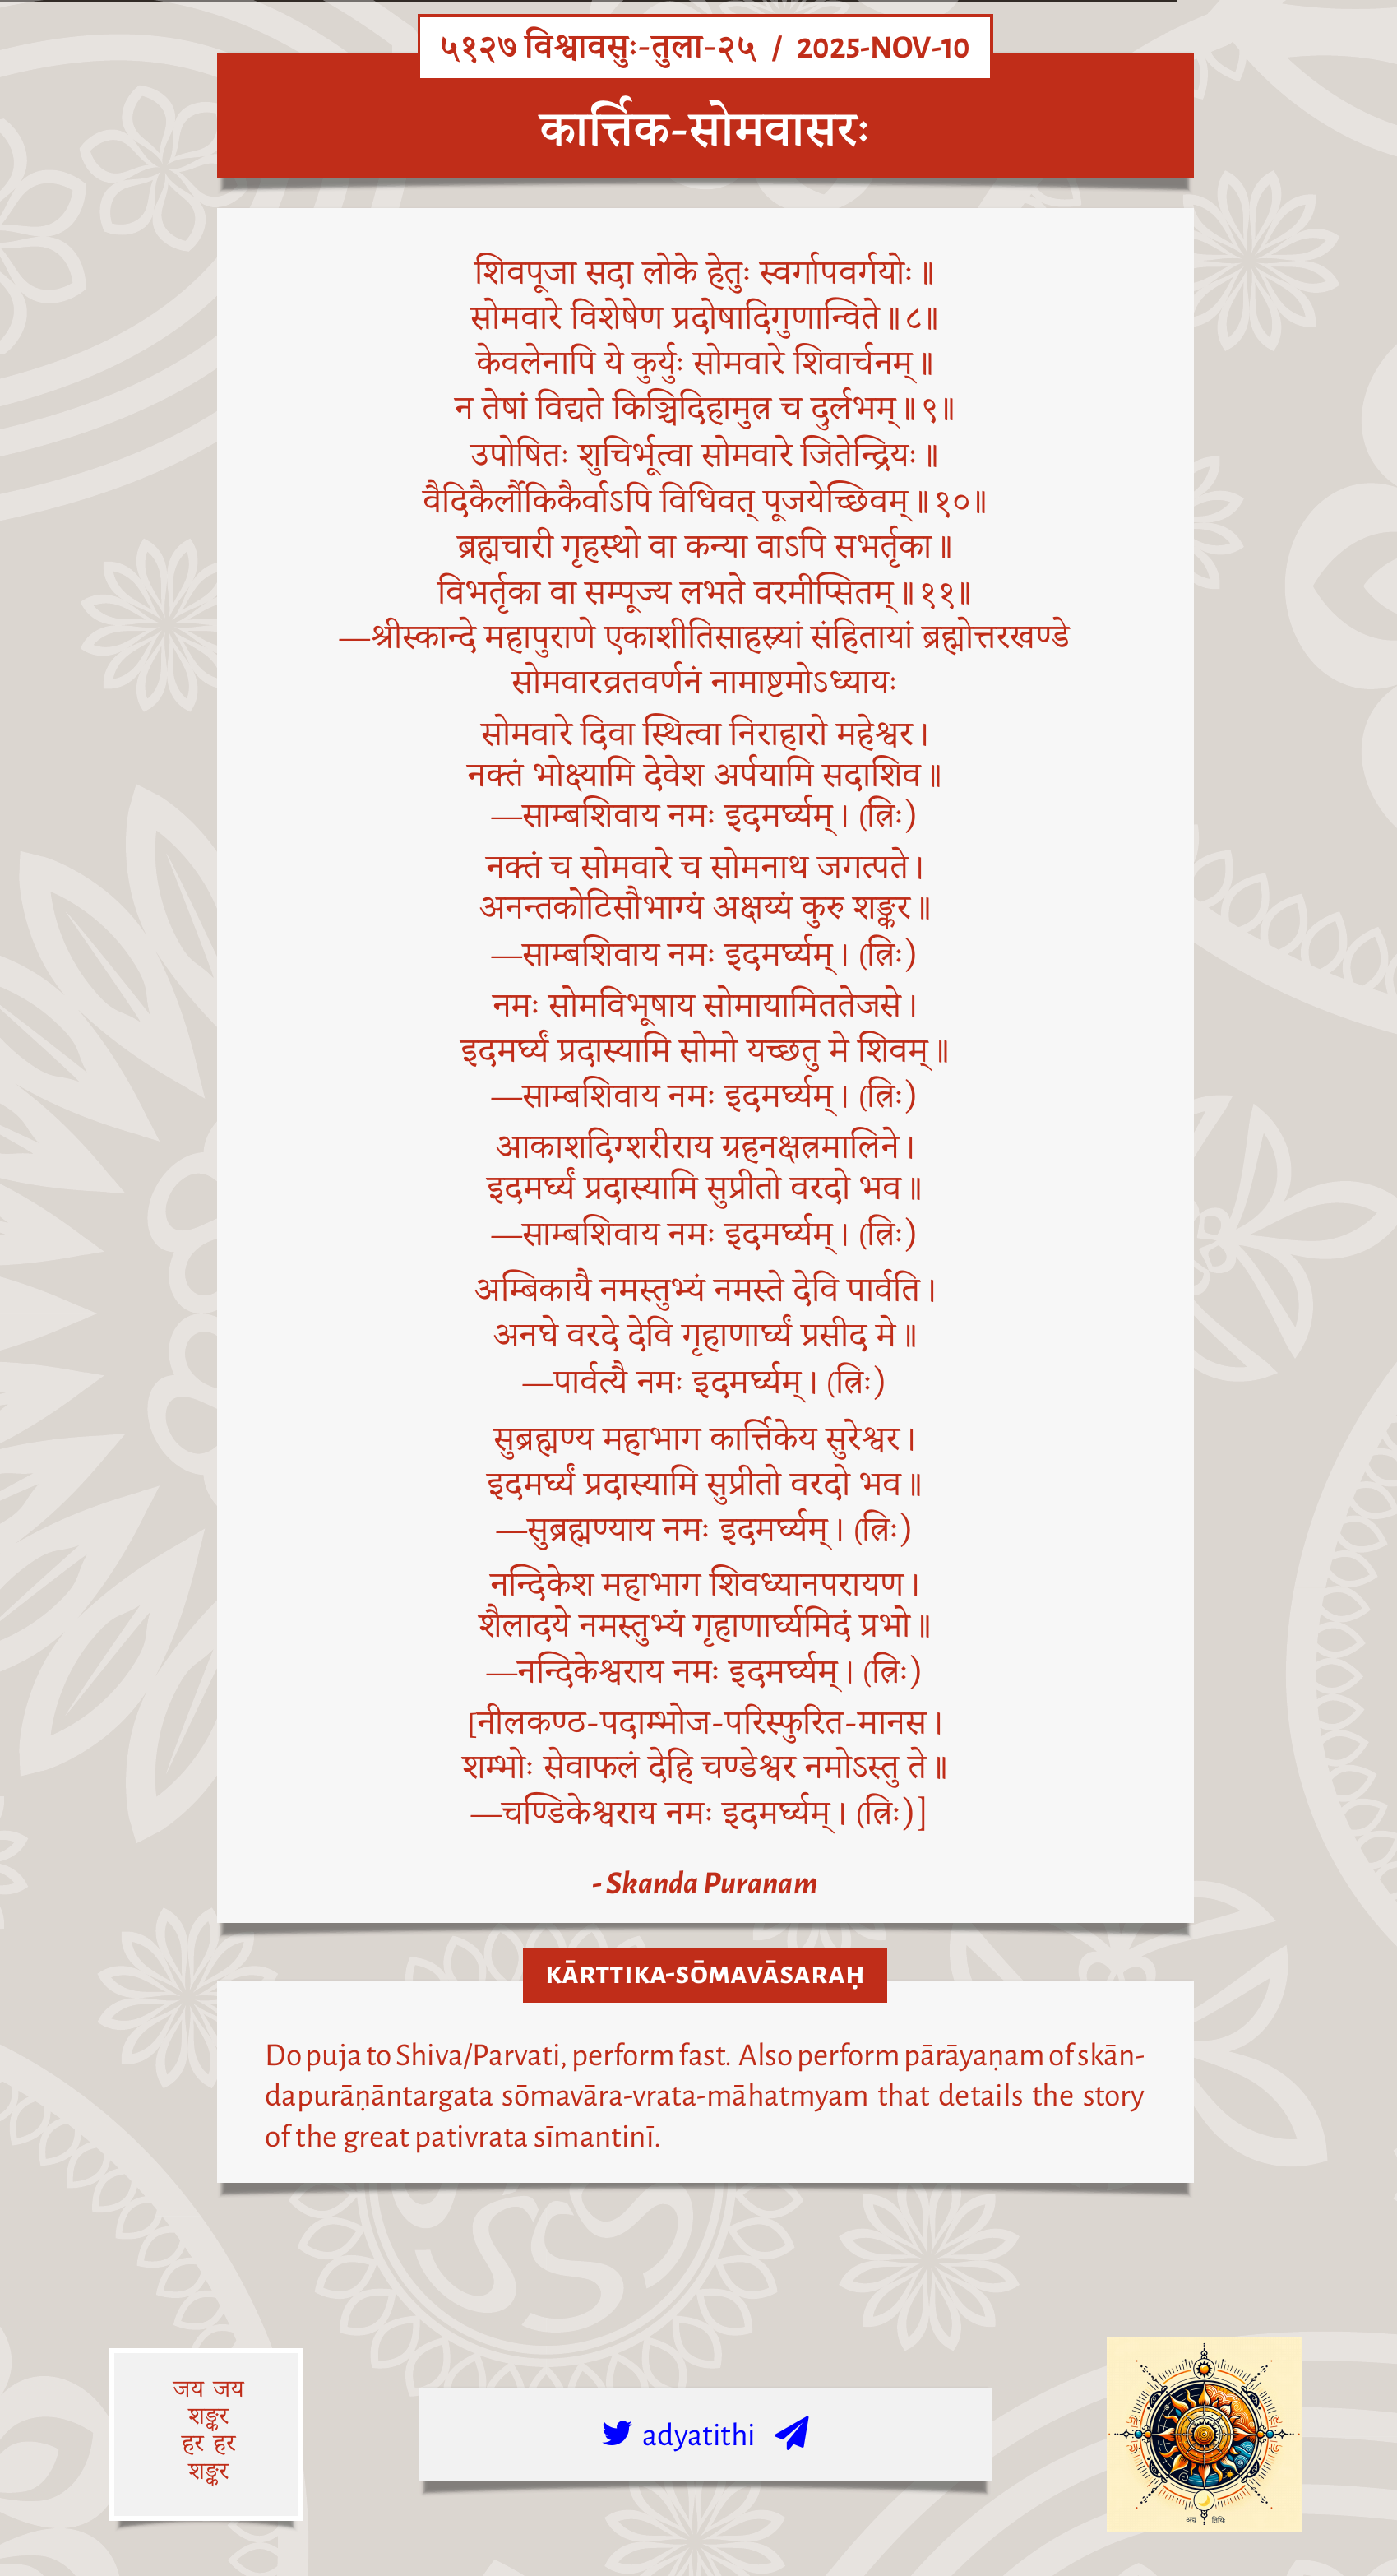 ५१२७ विश्वावसुः-तुला-२५ / 2025-NOV-10
कार्त्तिक-सोमवासरः
शिवपूजा सदा लोके हेतुः स्वर्गापवर्गयोः ॥
सोमवारे विशेषेण प्रदोषादिगुणान्विते ॥८॥
केवलेनापि ये कुर्युः सोमवारे शिवार्चनम् ॥
न तेषां विद्यते किञ्चिदिहामुत्र च दुर्लभम् ॥९॥
उपोषितः शुचिर्भूत्वा सोमवारे जितेन्द्रियः ॥
वैदिकैर्लौकिकैर्वाऽपि विधिवत् पूजयेच्छिवम् ॥१०॥
ब्रह्मचारी गृहस्थो वा कन्या वाऽपि सभर्तृका ॥
विभर्तृका वा सम्पूज्य लभते वरमीप्सितम् ॥११॥
—श्रीस्कान्दे महापुराणे एकाशीतिसाहस्र्यां संहितायां ब्रह्मोत्तरखण्डे
सोमवारव्रतवर्णनं नामाष्टमोऽध्यायः
सोमवारे दिवा स्थित्वा निराहारो महेश्वर।
नक्तं भोक्ष्यामि देवेश अर्पयामि सदाशिव॥
—साम्बशिवाय नमः इदमर्घ्यम्। (त्रिः)
नक्तं च सोमवारे च सोमनाथ जगत्पते।
अनन्तकोटिसौभाग्यं अक्षय्यं कुरु शङ्कर॥
—साम्बशिवाय नमः इदमर्घ्यम्। (त्रिः)
नमः सोमविभूषाय सोमायामिततेजसे।
इदमर्घ्यं प्रदास्यामि सोमो यच्छतु मे शिवम्॥
—साम्बशिवाय नमः इदमर्घ्यम्। (त्रिः)
आकाशदिग्शरीराय ग्रहनक्षत्रमालिने।
इदमर्घ्यं प्रदास्यामि सुप्रीतो वरदो भव॥
—साम्बशिवाय नमः इदमर्घ्यम्। (त्रिः)
अम्बिकायै नमस्तुभ्यं नमस्ते देवि पार्वति।
अनघे वरदे देवि गृहाणार्घ्यं प्रसीद मे॥
—पार्वत्यै नमः इदमर्घ्यम्। (त्रिः)
सुब्रह्मण्य महाभाग कार्त्तिकेय सुरेश्वर।
इदमर्घ्यं प्रदास्यामि सुप्रीतो वरदो भव॥
—सुब्रह्मण्याय नमः इदमर्घ्यम्। (त्रिः)
नन्दिकेश महाभाग शिवध्यानपरायण।
शैलादये नमस्तुभ्यं गृहाणार्घ्यमिदं प्रभो॥
—नन्दिकेश्वराय नमः इदमर्घ्यम्। (त्रिः)
[नीलकण्ठ-पदाम्भोज-परिस्फुरित-मानस।
शम्भोः सेवाफलं देहि चण्डेश्वर नमोऽस्तु ते॥
—चण्डिकेश्वराय नमः इदमर्घ्यम्। (त्रिः)]
- Skanda Puranam
KĀRTTIKA-SŌMAVĀSARAḤ
Do puja to Shiva/Parvati, perform fast. Also perform pārāyaṇam of skān-
dapurāṇāntargata sōmavāra-vrata-māhatmyam that details the story
of the great pativrata sīmantinī.
जय जय
शङ्कर
हर हर
शङ्कर
adyatithi
अद्य तिथिः